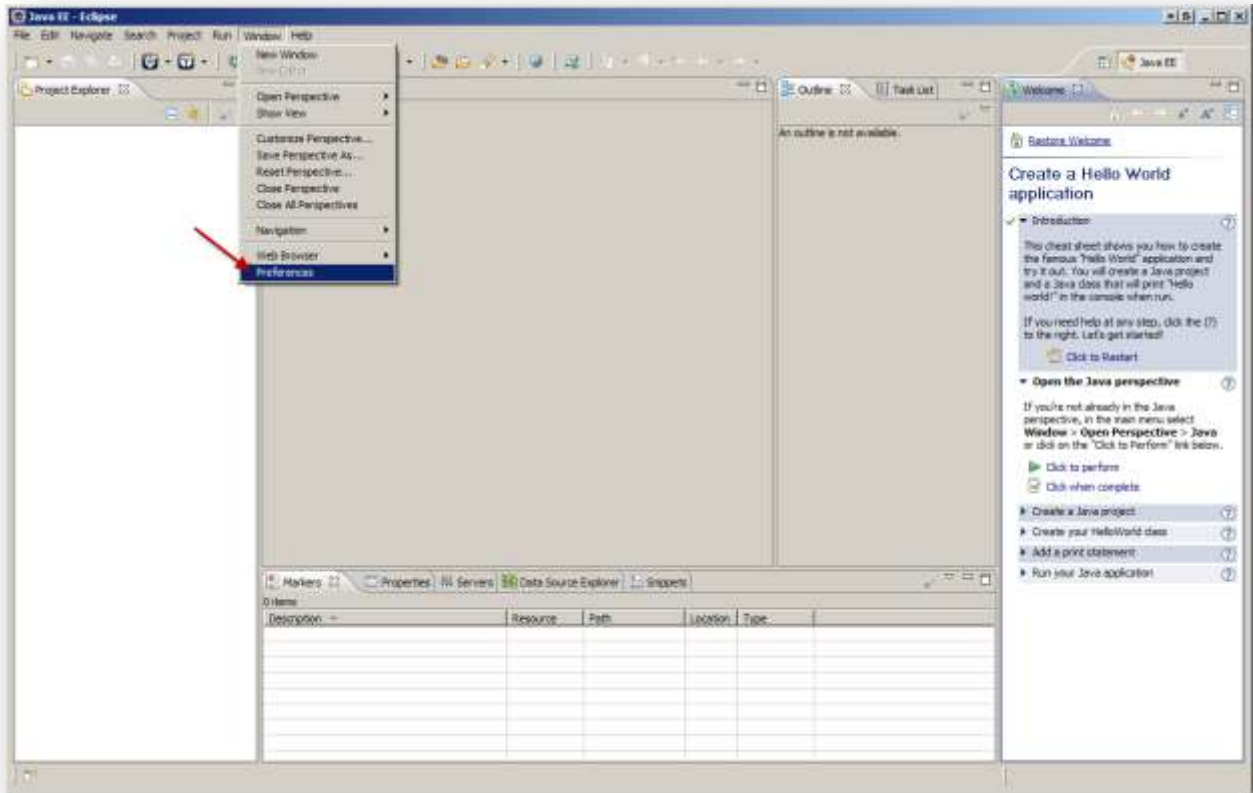 Java EE - Eclipse
File Edit Navigate Search Project Run Window Help
New Window
Open Perspective
Show View
Customize Perspective...
Save Perspective As...
Reset Perspective...
Close Perspective
Close All Perspectives
Navigation
Web Browser
Preferences
Java EE
Project Explorer
Outline
Task List
An outline is not available.
Welcome
Restore Welcome
Create a Hello World
application
Introduction
This cheat sheet shows you how to create
the famous "Hello World" application and
try it out. You will create a Java project
and a Java class that will print "Hello
world!" in the console when run.
If you need help at any step, click the (?)
to the right. Let's get started!
Click to Restart
Open the Java perspective
If you're not already in the Java
perspective, in the main menu select
Window > Open Perspective > Java
or click on the "Click to Perform" link below.
Click to perform
Click when complete
Create a Java project
Create your HelloWorld class
Add a print statement
Run your Java application
Markers
Properties
Servers
Data Source Explorer
Snippets
0 items
Description
Resource
Path
Location
Type